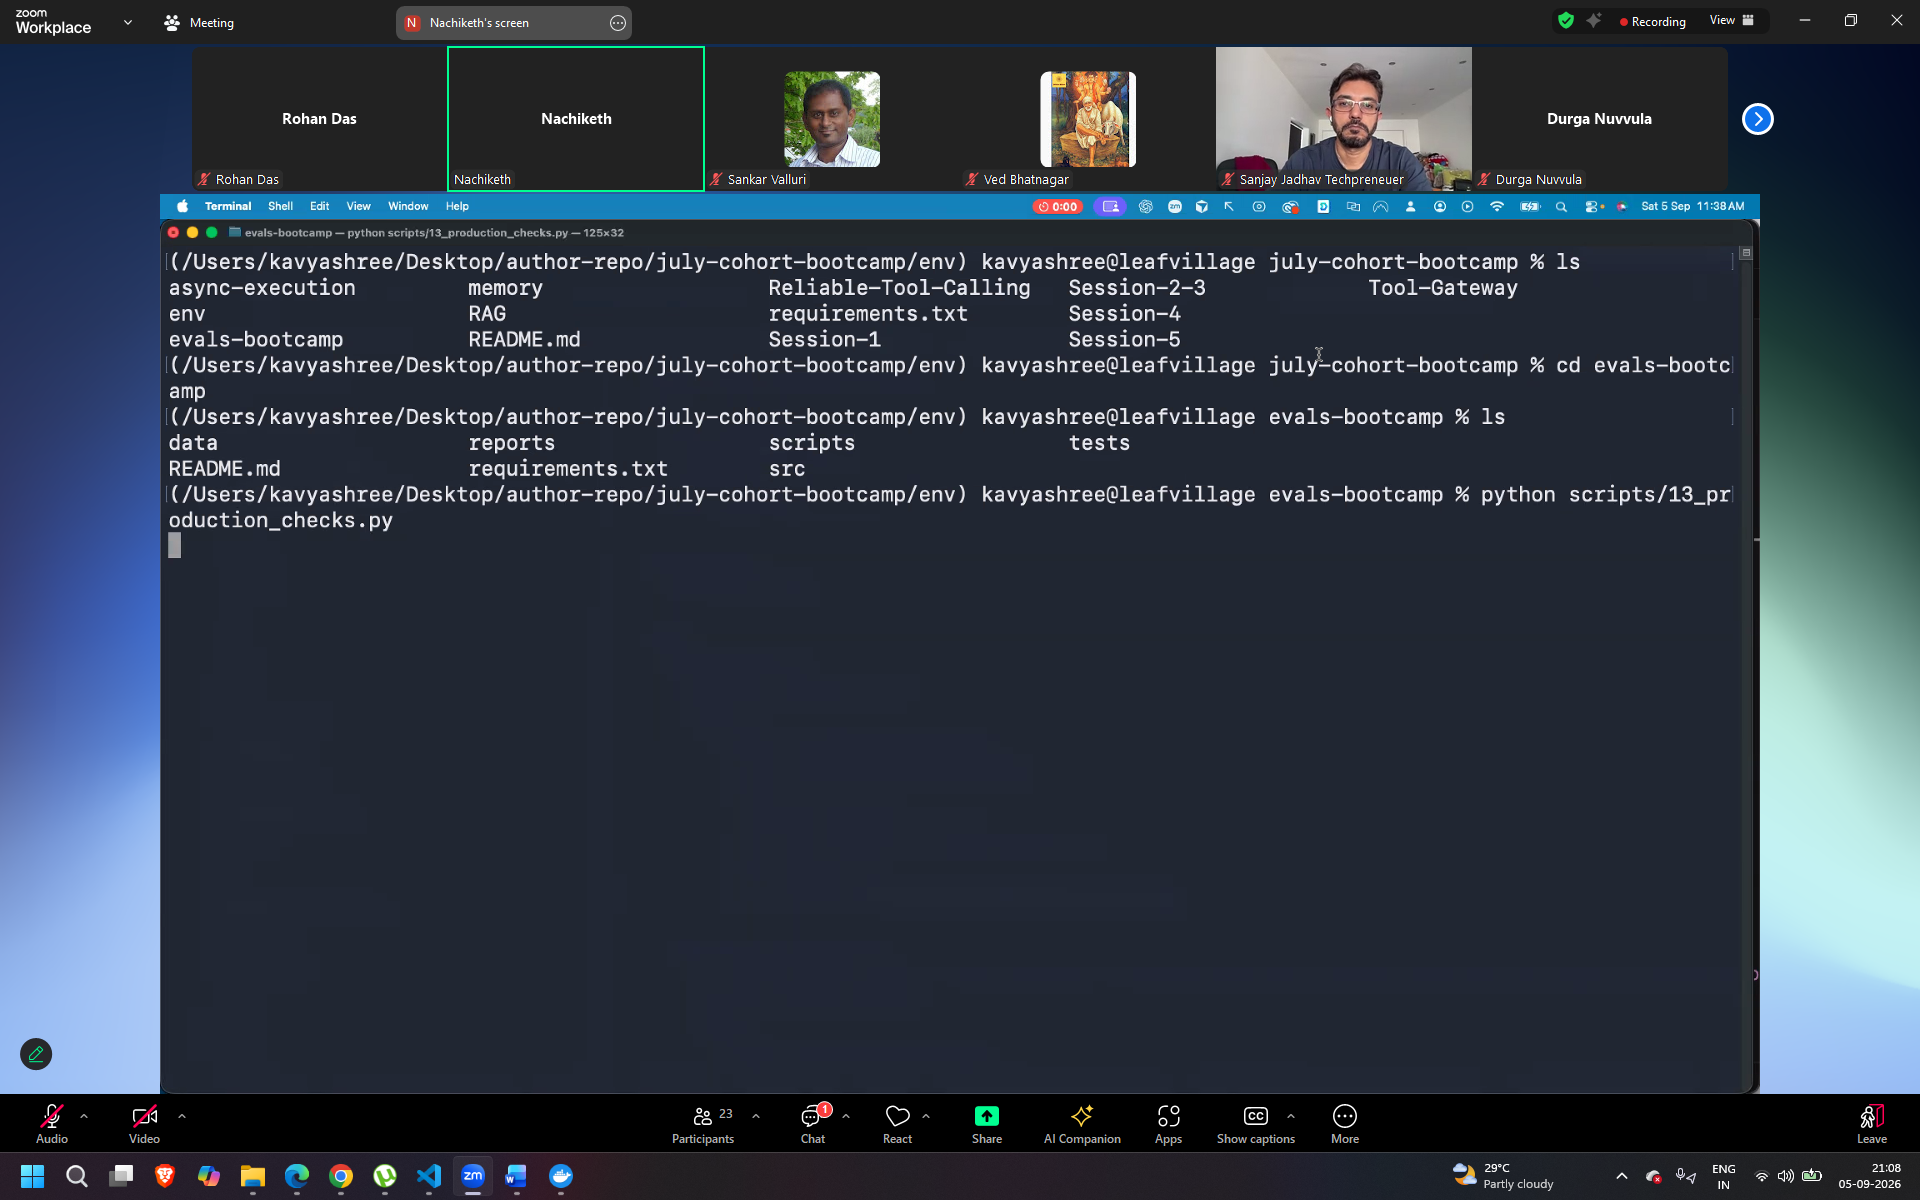 zoom
Workplace
Meeting
N Nachiketh's screen
Recording
View
Rohan Das
Nachiketh
Durga Nuvvula
Rohan Das
Nachiketh
Sankar Valluri
Ved Bhatnagar
Sanjay Jadhav Techpreneuer
Durga Nuvvula
Terminal Shell Edit View Window Help
0:00
Sat 5 Sep 11:38 AM
evals-bootcamp — python scripts/13_production_checks.py — 125×32
(/Users/kavyashree/Desktop/author-repo/july-cohort-bootcamp/env) kavyashree@leafvillage july-cohort-bootcamp % ls
async-execution memory Reliable-Tool-Calling Session-2-3 Tool-Gateway
env RAG requirements.txt Session-4
evals-bootcamp README.md Session-1 Session-5
(/Users/kavyashree/Desktop/author-repo/july-cohort-bootcamp/env) kavyashree@leafvillage july-cohort-bootcamp % cd evals-bootc
amp
(/Users/kavyashree/Desktop/author-repo/july-cohort-bootcamp/env) kavyashree@leafvillage evals-bootcamp % ls
data reports scripts tests
README.md requirements.txt src
(/Users/kavyashree/Desktop/author-repo/july-cohort-bootcamp/env) kavyashree@leafvillage evals-bootcamp % python scripts/13_pr
oduction_checks.py
23
1
CC
Audio
Video
Participants
Chat
React
Share
AI Companion
Apps
Show captions
More
Leave
zm
29°C
Partly cloudy
ENG
IN
21:08
05-09-2026